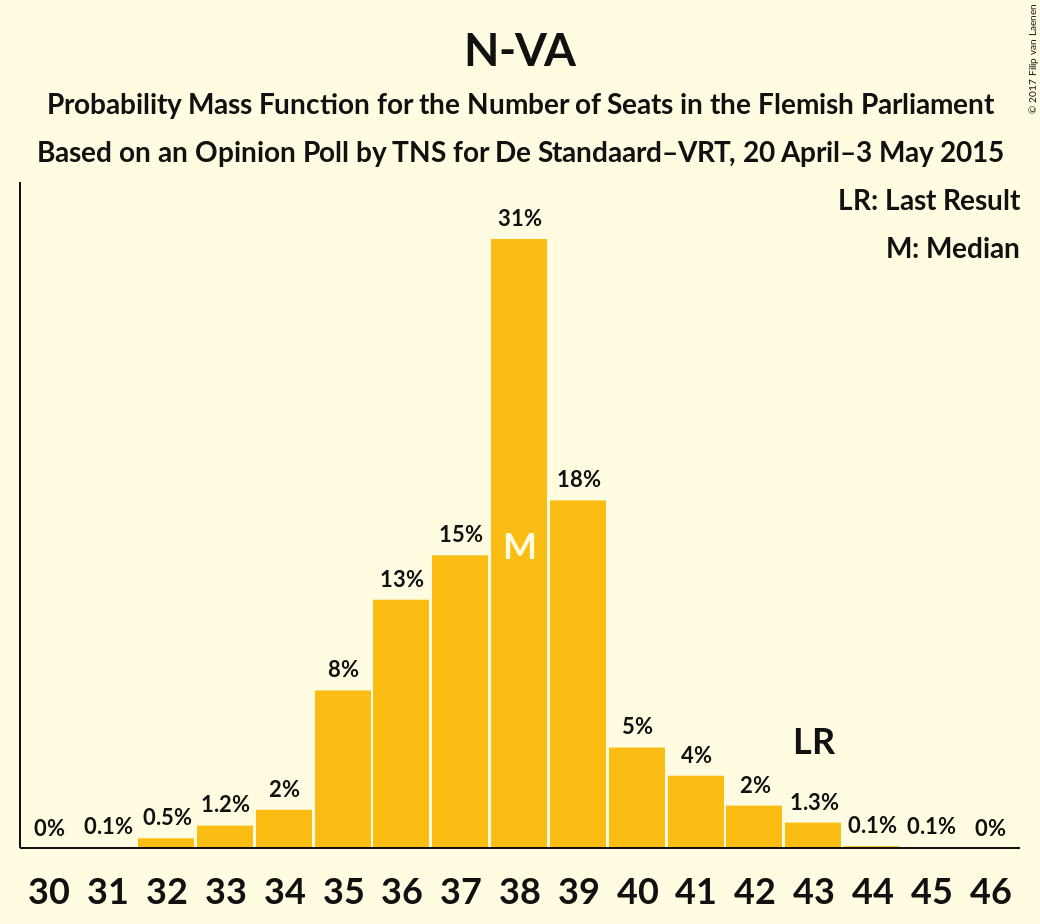 N-VA
Probability Mass Function for the Number of Seats in the Flemish Parliament
Based on an Opinion Poll by TNS for De Standaard–VRT, 20 April–3 May 2015
© 2017 Filip van Laenen
LR: Last Result
M: Median
31%
18%
15%
M
13%
8%
5%
4%
LR
2%
2%
1.3%
1.2%
0.5%
0.1%
0%
0.1%
0.1%
0%
30 31 32 33 34 35 36 37 38 39 40 41 42 43 44 45 46